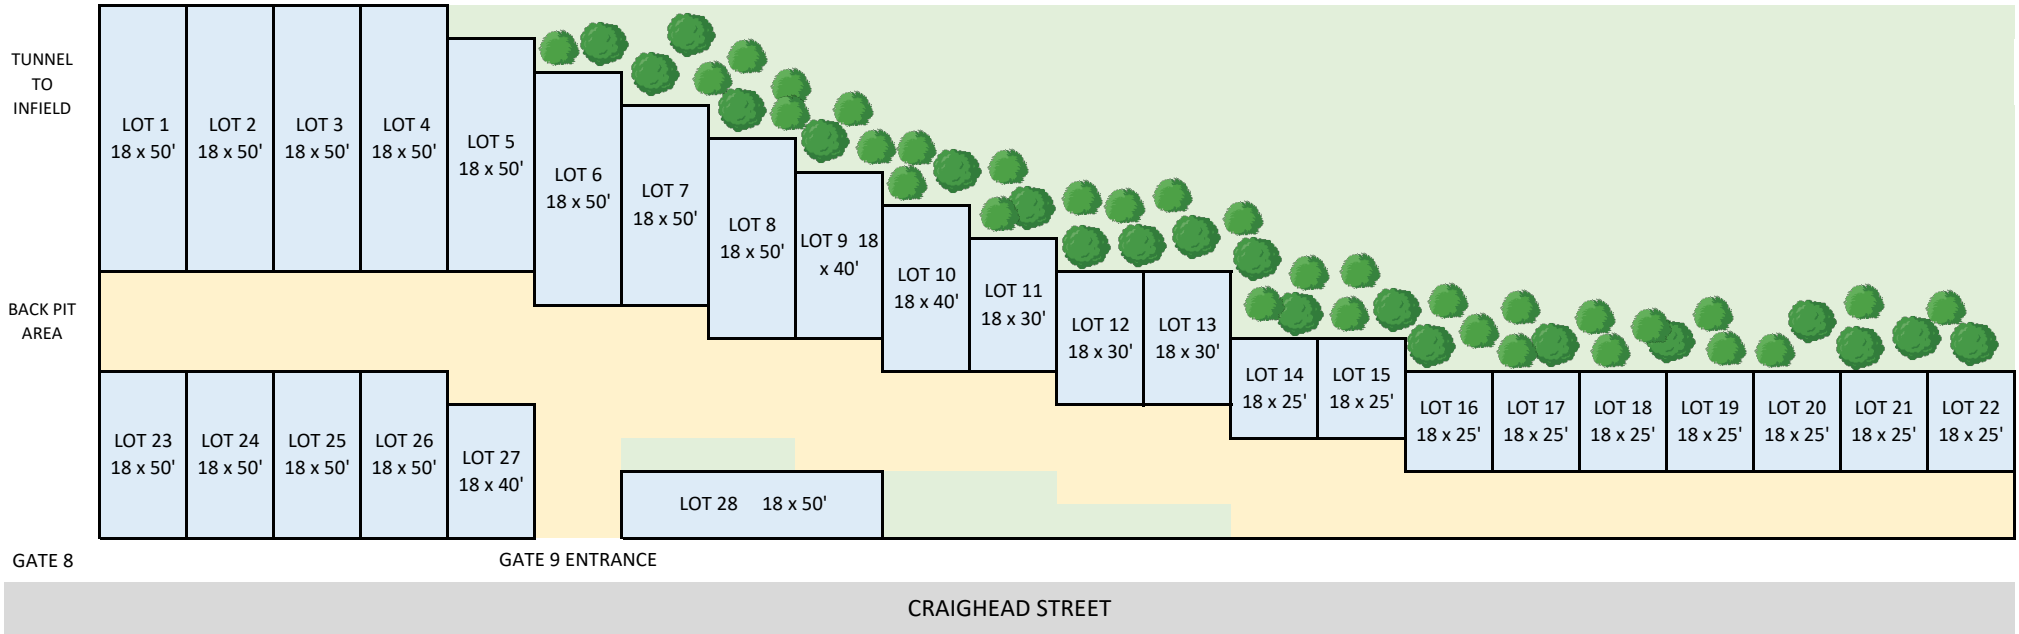 TUNNEL
TO
INFIELD
LOT 1
18 x 50'
LOT 2
18 x 50'
LOT 3
18 x 50'
LOT 4
18 x 50'
LOT 5
18 x 50'
LOT 6
18 x 50'
LOT 7
18 x 50'
LOT 8
18 x 50'
LOT 9 18
x 40'
LOT 10
18 x 40'
LOT 11
18 x 30'
LOT 12
18 x 30'
LOT 13
18 x 30'
LOT 14
18 x 25'
LOT 15
18 x 25'
LOT 16
18 x 25'
LOT 17
18 x 25'
LOT 18
18 x 25'
LOT 19
18 x 25'
LOT 20
18 x 25'
LOT 21
18 x 25'
LOT 22
18 x 25'
BACK PIT
AREA
LOT 23
18 x 50'
LOT 24
18 x 50'
LOT 25
18 x 50'
LOT 26
18 x 50'
LOT 27
18 x 40'
LOT 28 18 x 50'
GATE 8
GATE 9 ENTRANCE
CRAIGHEAD STREET